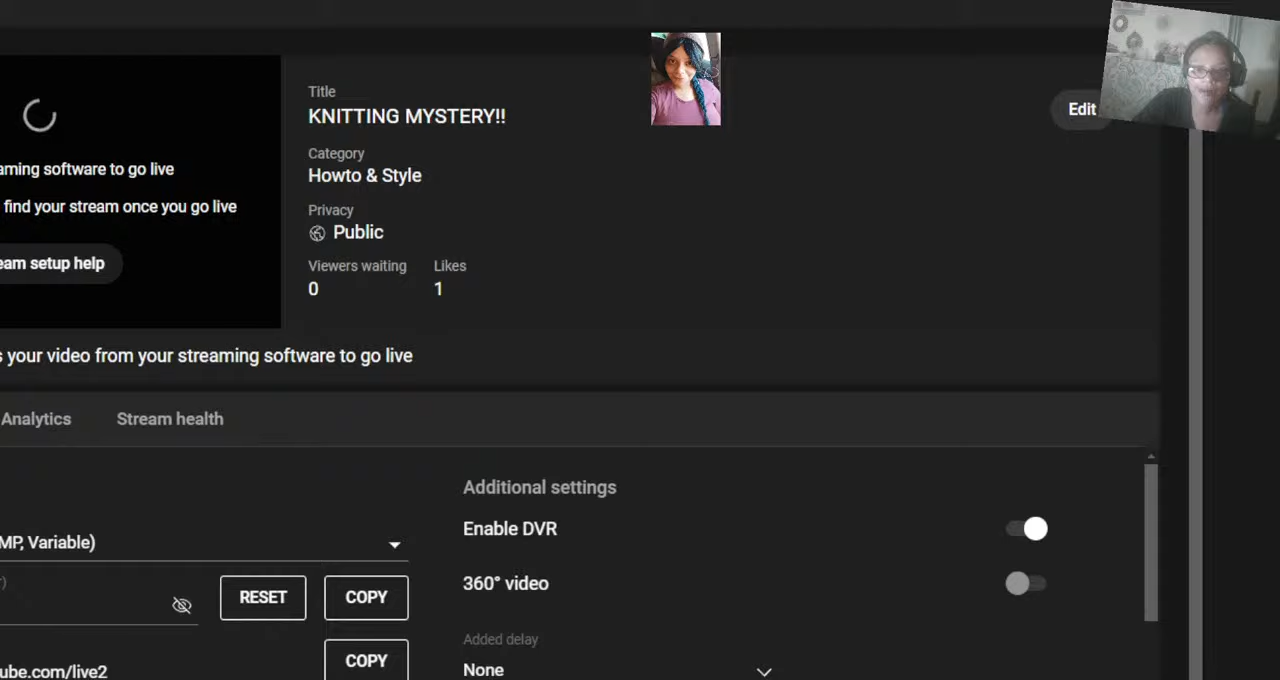 Title
KNITTING MYSTERY!!
Edit
Category
Howto & Style
aming software to go live
find your stream once you go live
Privacy
Public
eam setup help
Viewers waiting
Likes
0
1
s your video from your streaming software to go live
Analytics
Stream health
Additional settings
MP, Variable)
Enable DVR
r)
RESET
COPY
360° video
Added delay
ube.com/live2
COPY
None